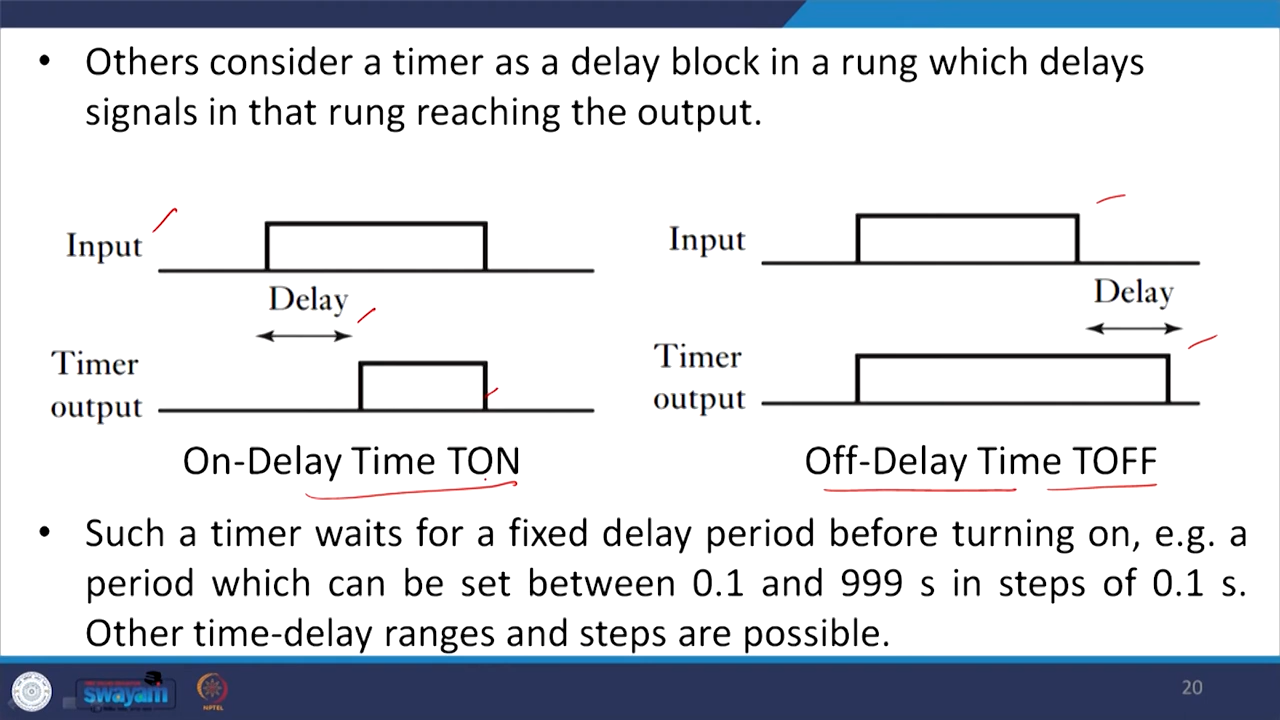 • Others consider a timer as a delay block in a rung which delays
signals in that rung reaching the output.
Input
Delay
Timer
output
On-Delay Time TON
Input
Delay
Timer
output
Off-Delay Time TOFF
• Such a timer waits for a fixed delay period before turning on, e.g. a
period which can be set between 0.1 and 999 s in steps of 0.1 s.
Other time-delay ranges and steps are possible.
swayam
NPTEL
20